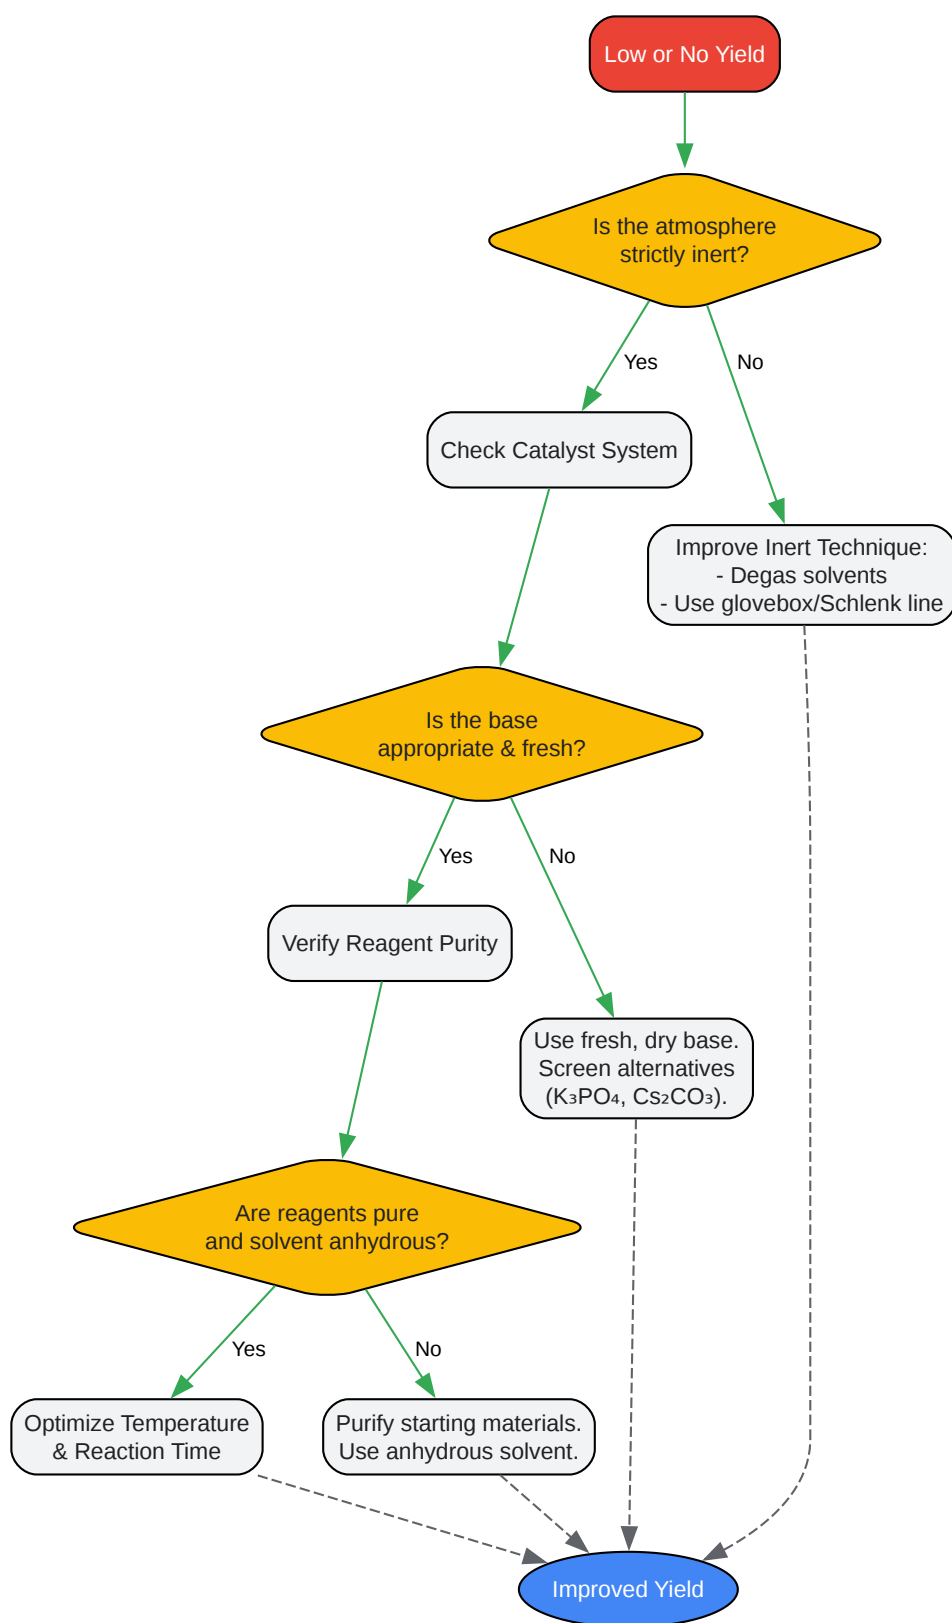 Low or No Yield
Is the atmosphere
strictly inert?
Yes
No
Check Catalyst System
Improve Inert Technique:
- Degas solvents
- Use glovebox/Schlenk line
Is the base
appropriate & fresh?
Yes
No
Verify Reagent Purity
Use fresh, dry base.
Screen alternatives
(K₃PO₄, Cs₂CO₃).
Are reagents pure
and solvent anhydrous?
Yes
No
Optimize Temperature
& Reaction Time
Purify starting materials.
Use anhydrous solvent.
Improved Yield